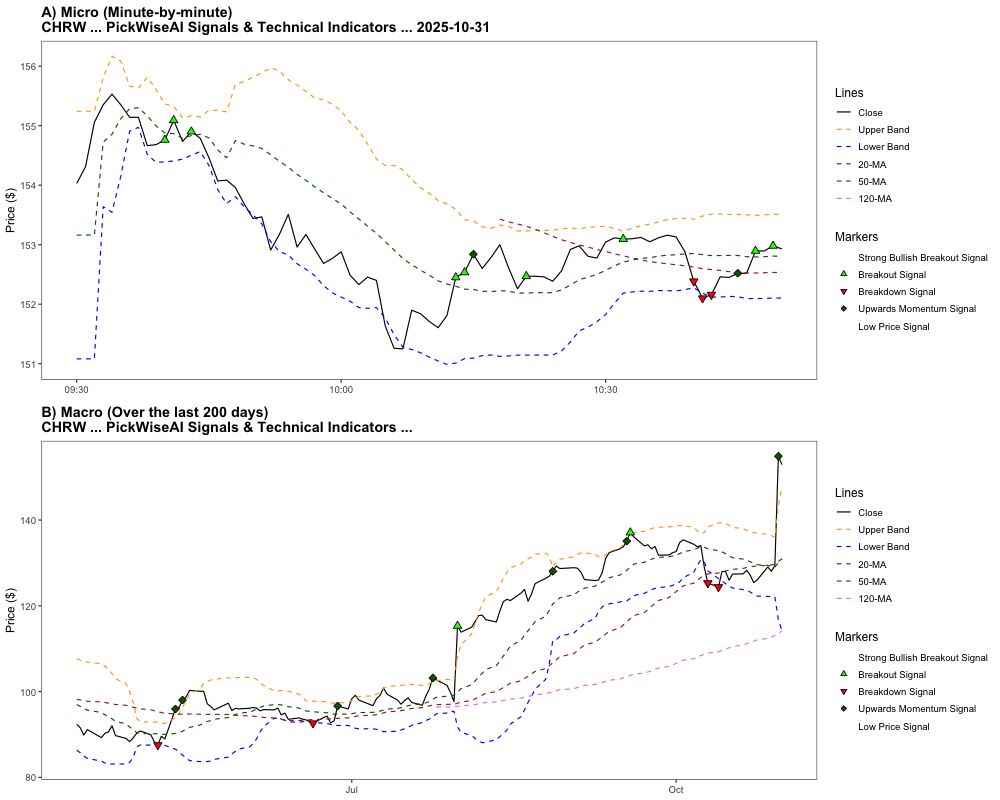 A) Micro (Minute-by-minute)
CHRW ... PickWiseAI Signals & Technical Indicators ... 2025-10-31
Price ($)
156
155
154
153
152
151
09:30
10:00
10:30
Lines
Close
Upper Band
Lower Band
20-MA
50-MA
120-MA
Markers
Strong Bullish Breakout Signal
Breakout Signal
Breakdown Signal
Upwards Momentum Signal
Low Price Signal
B) Macro (Over the last 200 days)
CHRW ... PickWiseAI Signals & Technical Indicators ...
Price ($)
140
120
100
80
Jul
Oct
Lines
Close
Upper Band
Lower Band
20-MA
50-MA
120-MA
Markers
Strong Bullish Breakout Signal
Breakout Signal
Breakdown Signal
Upwards Momentum Signal
Low Price Signal